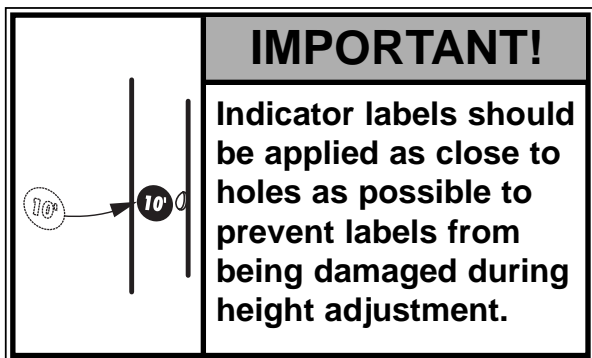 IMPORTANT!
Indicator labels should
be applied as close to
holes as possible to
prevent labels from
being damaged during
height adjustment.
10'
10'